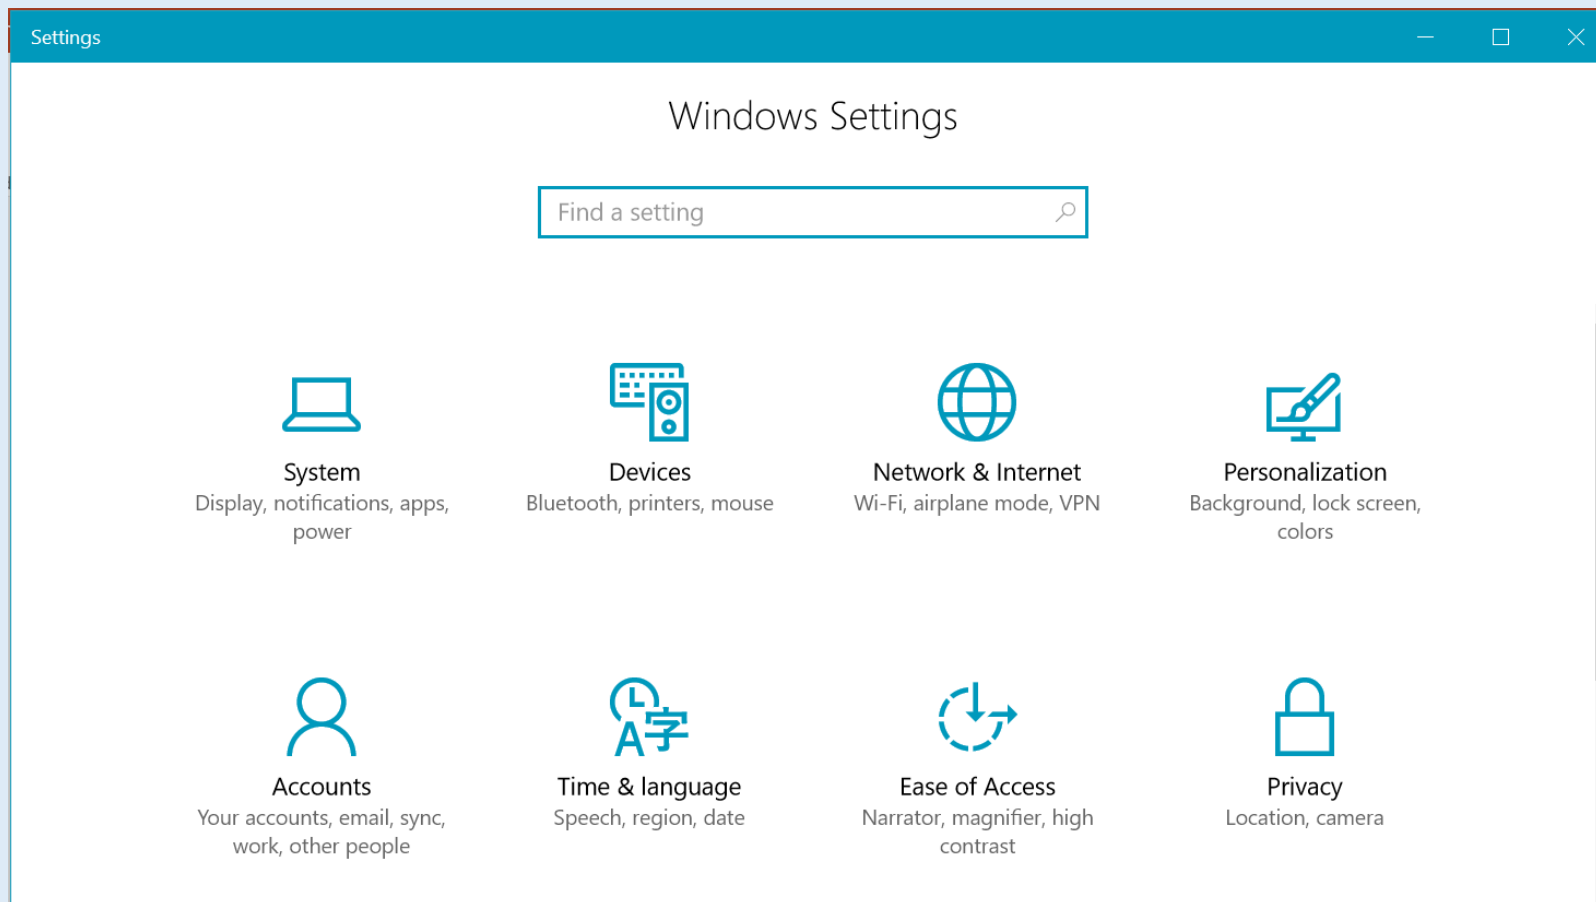 Settings
Windows Settings
Find a setting
System
Display, notifications, apps,
power
Devices
Bluetooth, printers, mouse
Network & Internet
Wi-Fi, airplane mode, VPN
Personalization
Background, lock screen,
colors
Accounts
Your accounts, email, sync,
work, other people
Time & language
Speech, region, date
Ease of Access
Narrator, magnifier, high
contrast
Privacy
Location, camera